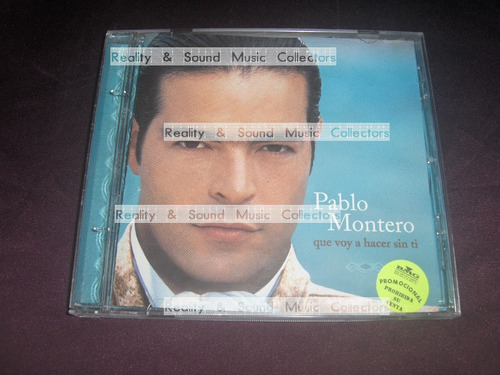 Reality & Sound Music Collectors
Reality & Sound Music Collectors
Pablo
Montero
Reality & Sound Music Collectors
que voy a hacer sin ti
BMG
PROMOCIONAL
PROHIBIDA
SU
VENTA
Reality & Sound Music Collectors